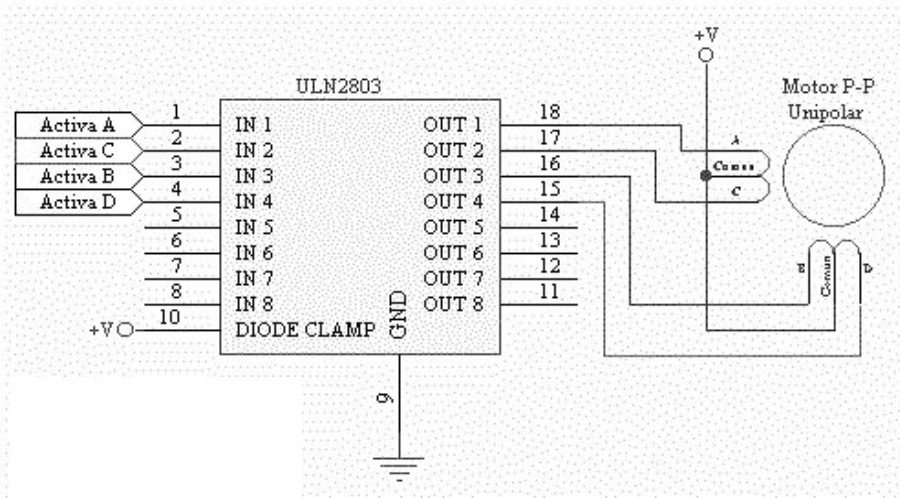 ULN2803
Activa A
Activa C
Activa B
Activa D
1
2
3
4
5
6
7
8
10
+V
IN 1
IN 2
IN 3
IN 4
IN 5
IN 6
IN 7
IN 8
DIODE CLAMP
GND
9
OUT 1
OUT 2
OUT 3
OUT 4
OUT 5
OUT 6
OUT 7
OUT 8
18
17
16
15
14
13
12
11
+V
A
Comun
C
Motor P-P
Unipolar
B
Comun
D